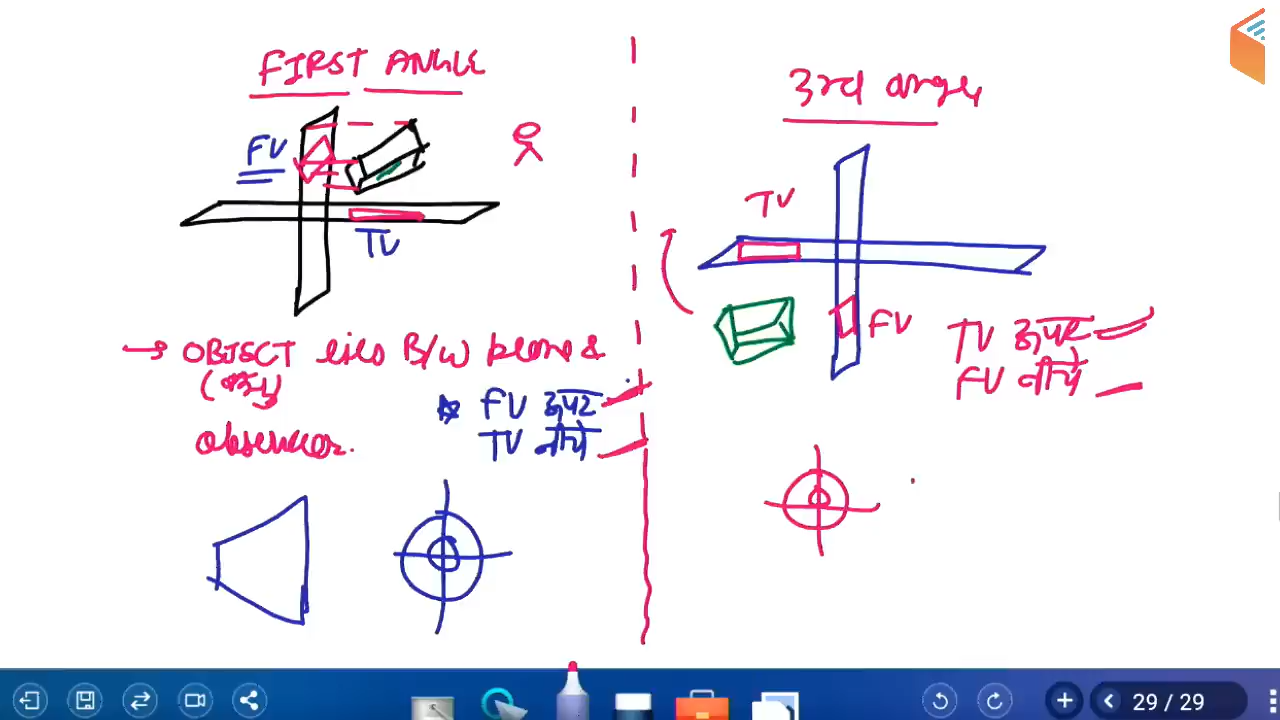 FIRST ANGLE
FV
TV
→ OBJECT lies B/W plane &
observer.
* FV ऊपर
TV नीचे
3rd angle
TV
FV
TV ऊपर
FV नीचे
29 / 29